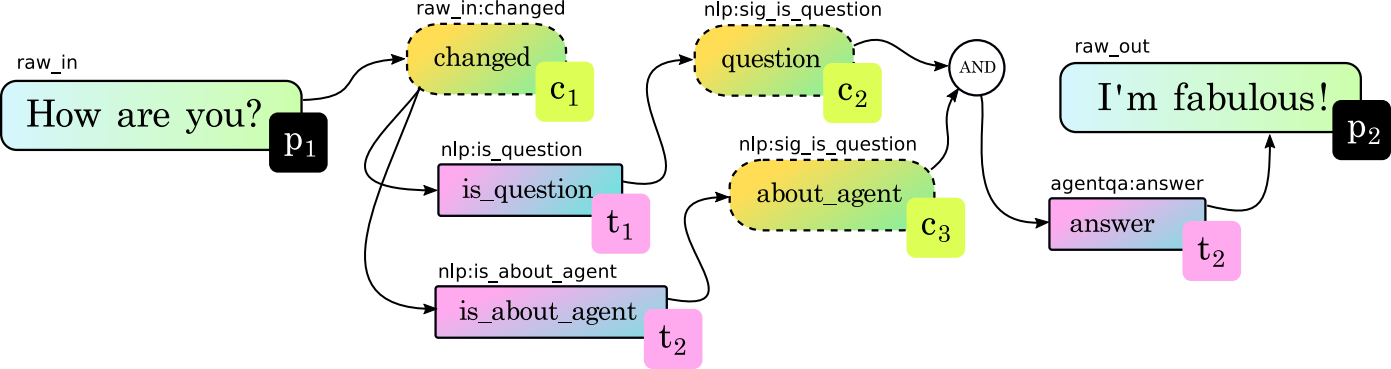 raw_in
How are you?
p1
raw_in:changed
changed
c1
nlp:is_question
is_question
t1
nlp:is_about_agent
is_about_agent
t2
nlp:sig_is_question
question
c2
nlp:sig_is_question
about_agent
c3
AND
agentqa:answer
answer
t2
raw_out
I'm fabulous!
p2